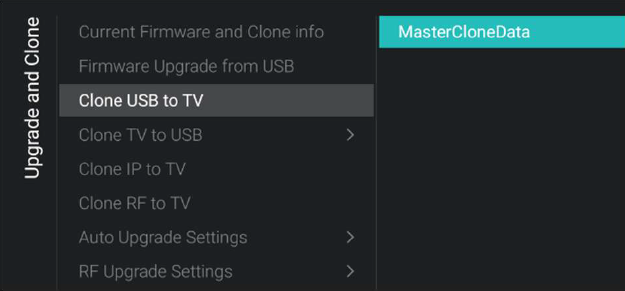 Upgrade and Clone
Current Firmware and Clone info
Firmware Upgrade from USB
Clone USB to TV
Clone TV to USB
Clone IP to TV
Clone RF to TV
Auto Upgrade Settings
RF Upgrade Settings
MasterCloneData